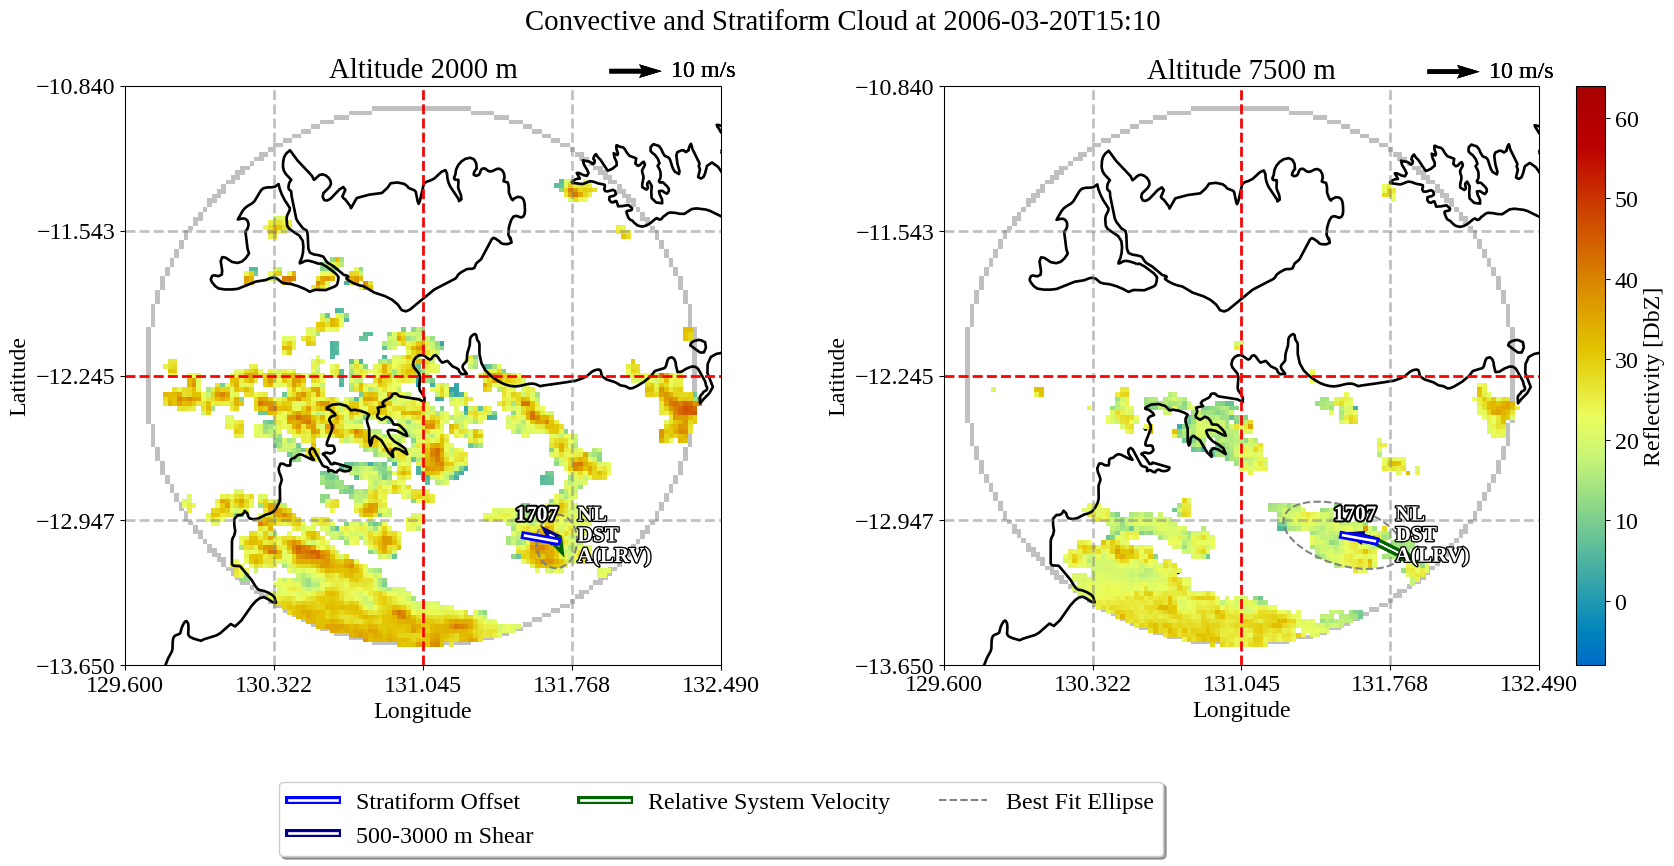 Convective and Stratiform Cloud at 2006-03-20T15:10
Altitude 2000 m
10 m/s
Latitude
−10.840
−11.543
−12.245
−12.947
−13.650
129.600
130.322
131.045
131.768
132.490
Longitude
1707
NL
DST
A(LRV)
Altitude 7500 m
10 m/s
Latitude
−10.840
−11.543
−12.245
−12.947
−13.650
129.600
130.322
131.045
131.768
132.490
Longitude
1707
NL
DST
A(LRV)
60
50
40
30
20
10
0
Reflectivity [DbZ]
Stratiform Offset
500-3000 m Shear
Relative System Velocity
Best Fit Ellipse